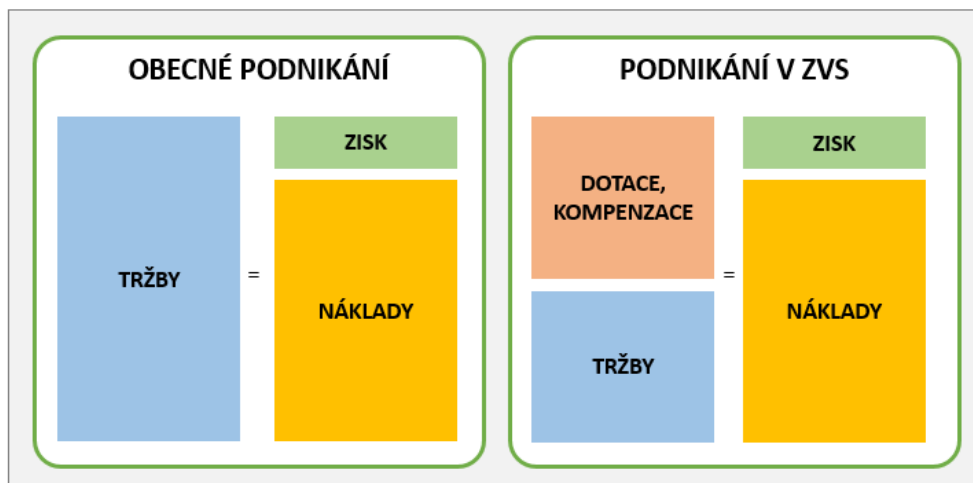 OBECNÉ PODNIKÁNÍ
TRŽBY
=
ZISK
NÁKLADY
PODNIKÁNÍ V ZVS
DOTACE,
KOMPENZACE
TRŽBY
=
ZISK
NÁKLADY